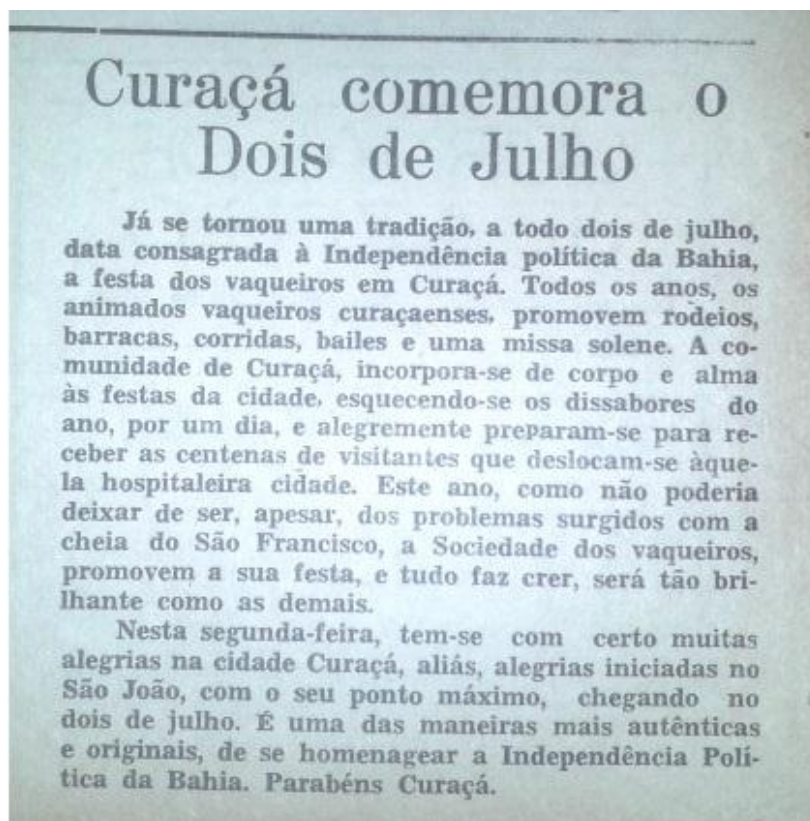 Curaçá comemora o
Dois de Julho
Já se tornou uma tradição, a todo dois de julho,
data consagrada à Independência política da Bahia,
a festa dos vaqueiros em Curaçá. Todos os anos, os
animados vaqueiros curaçaenses, promovem rodeios,
barracas, corridas, bailes e uma missa solene. A co-
munidade de Curaçá, incorpora-se de corpo e alma
às festas da cidade, esquecendo-se os dissabores do
ano, por um dia, e alegremente preparam-se para re-
ceber as centenas de visitantes que deslocam-se àque-
la hospitaleira cidade. Este ano, como não poderia
deixar de ser, apesar, dos problemas surgidos com a
cheia do São Francisco, a Sociedade dos vaqueiros,
promovem a sua festa, e tudo faz crer, será tão bri-
lhante como as demais.
Nesta segunda-feira, tem-se com certo muitas
alegrias na cidade Curaçá, aliás, alegrias iniciadas no
São João, com o seu ponto máximo, chegando no
dois de julho. É uma das maneiras mais autênticas
e originais, de se homenagear a Independência Polí-
tica da Bahia. Parabéns Curaçá.